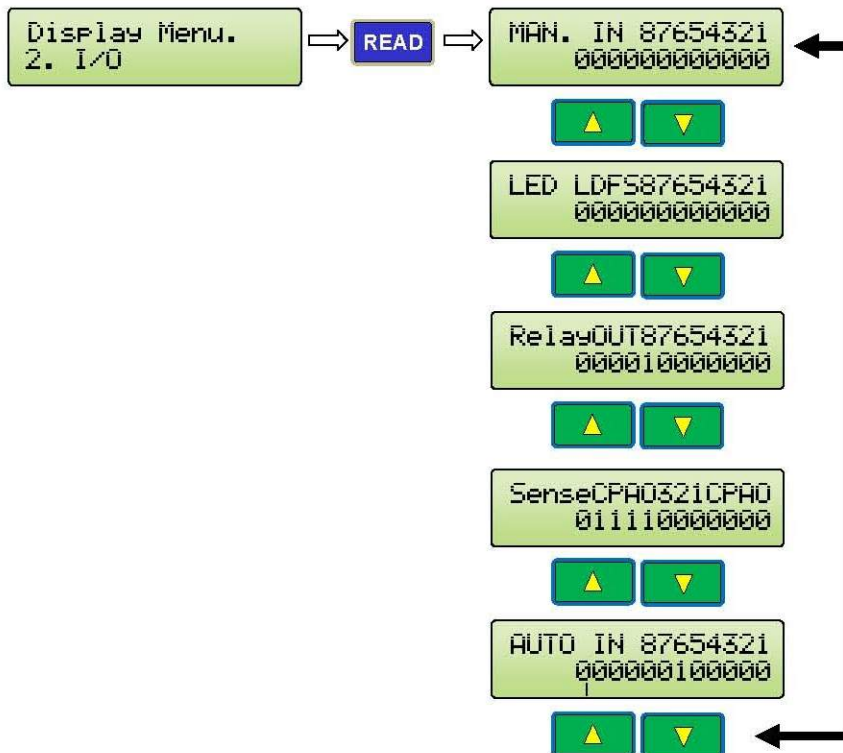 Display Menu.
2. I/O
READ
MAN. IN 87654321
000000000000
LED LDFS87654321
000000000000
RelayOUT87654321
000010000000
SenseCPAO321CPAO
011110000000
AUTO IN 87654321
000000100000